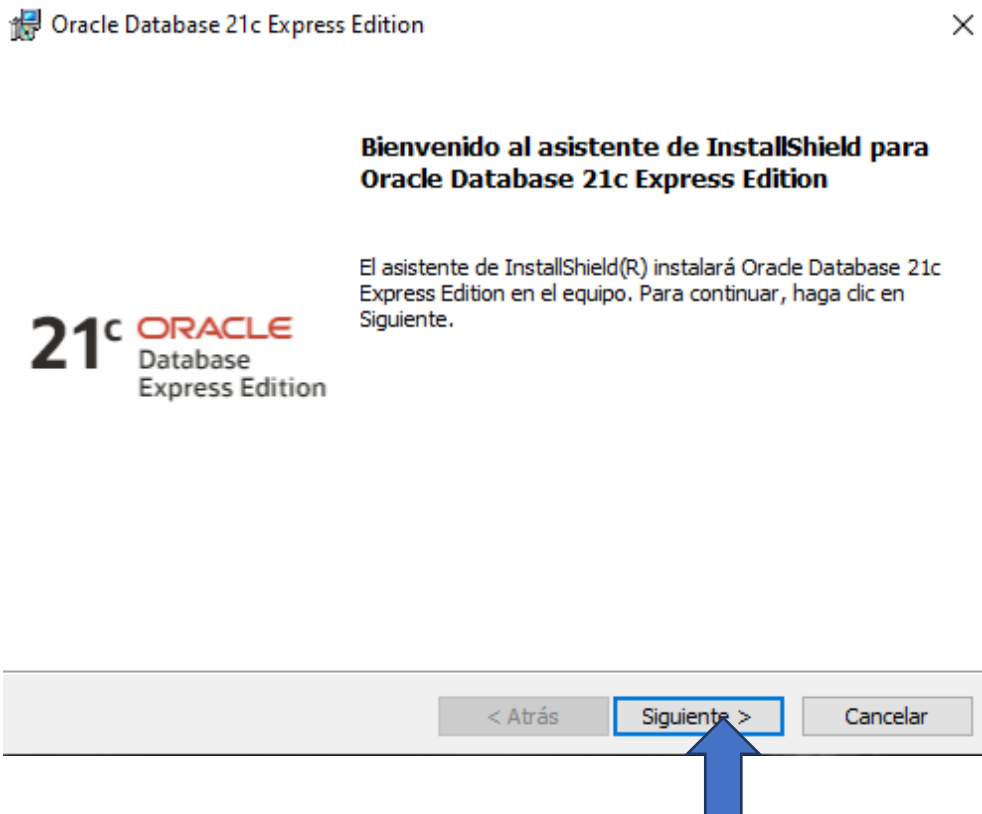 Oracle Database 21c Express Edition
Bienvenido al asistente de InstallShield para
Oracle Database 21c Express Edition
El asistente de InstallShield(R) instalará Oracle Database 21c
Express Edition en el equipo. Para continuar, haga clic en
Siguiente.
21c ORACLE
Database
Express Edition
< Atrás Siguiente > Cancelar